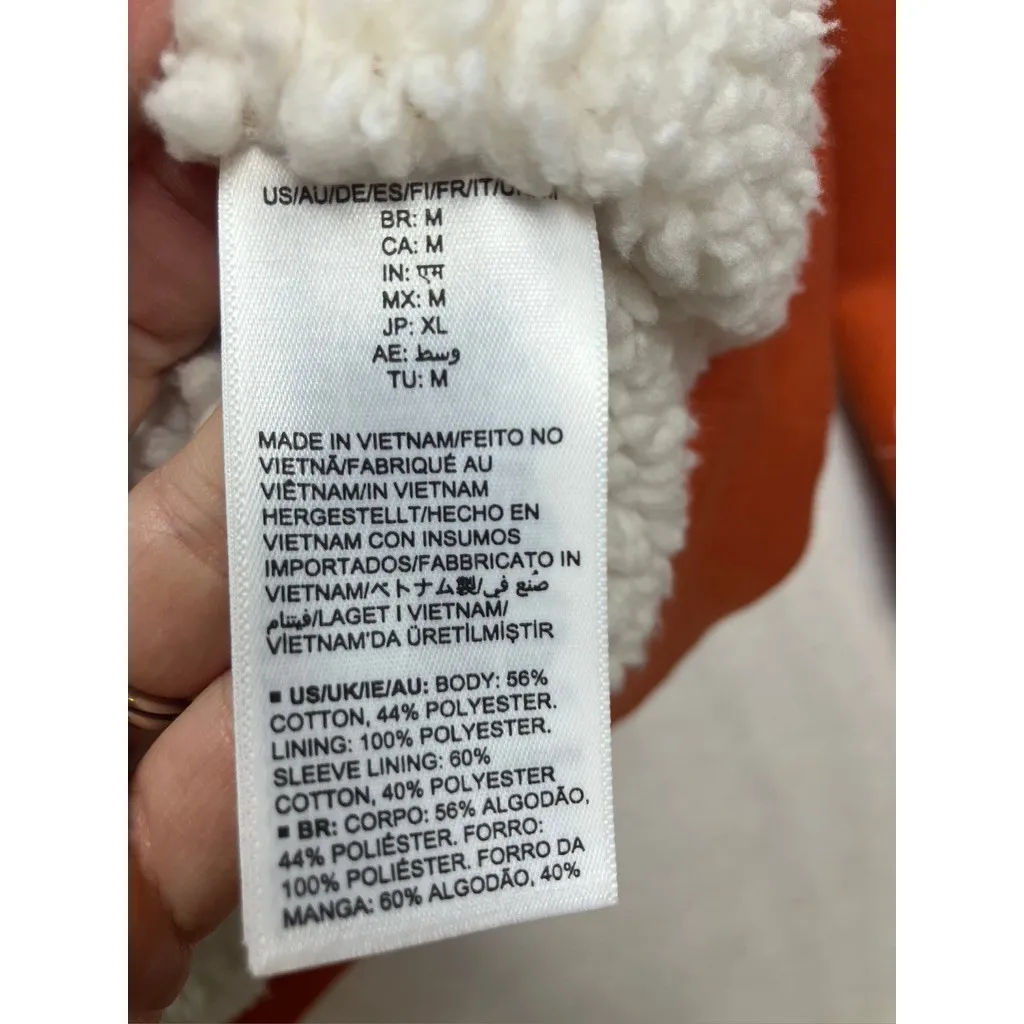 US/AU/DE/ES/FI/FR/IT/
BR: M
CA: M
IN: एम
MX: M
JP: XL
AE: وسط
TU: M
MADE IN VIETNAM/FEITO NO
VIETNÃ/FABRIQUÉ AU
VIÊTNAM/IN VIETNAM
HERGESTELLT/HECHO EN
VIETNAM CON INSUMOS
IMPORTADOS/FABBRICATO IN
VIETNAM/ベトナム製/صُنع في
فيتنام/LAGET I VIETNAM/
VİETNAM'DA ÜRETİLMİŞTİR
■ US/UK/IE/AU: BODY: 56%
COTTON, 44% POLYESTER.
LINING: 100% POLYESTER.
SLEEVE LINING: 60%
COTTON, 40% POLYESTER
■ BR: CORPO: 56% ALGODÃO,
44% POLIÉSTER. FORRO:
100% POLIÉSTER. FORRO DA
MANGA: 60% ALGODÃO, 40%